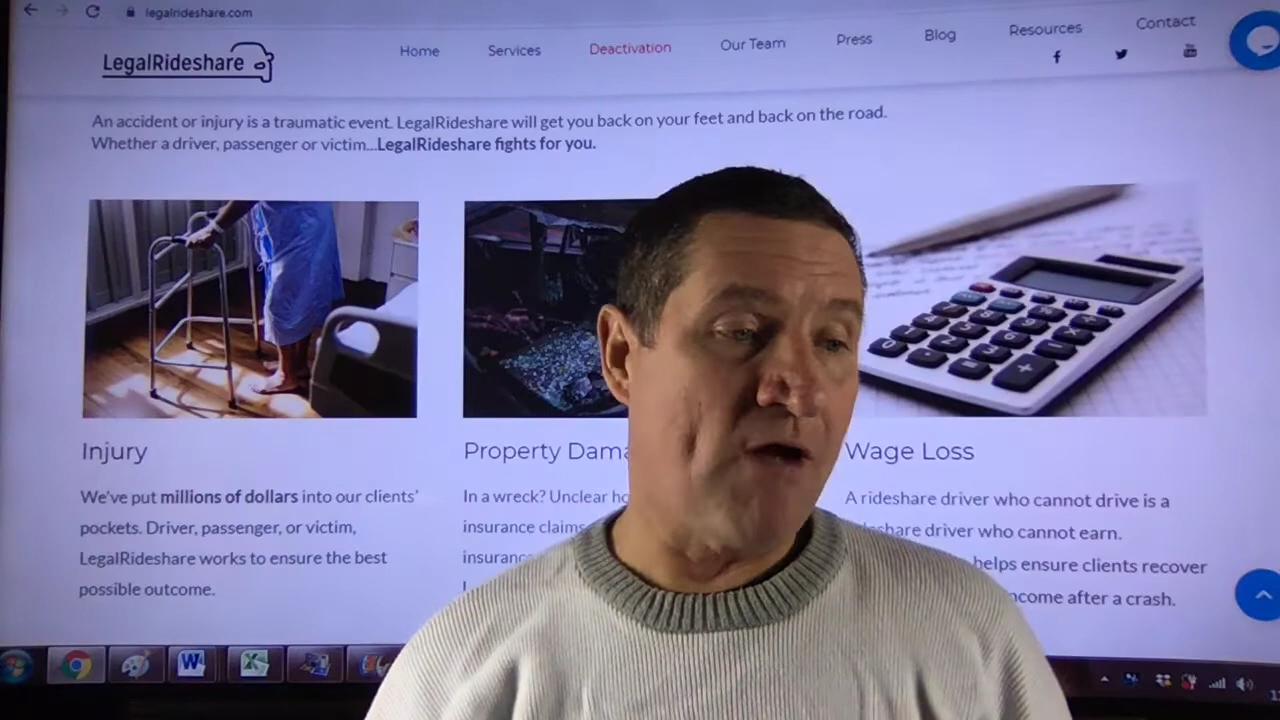 legalrideshare.com
LegalRideshare
Home Services Deactivation Our Team Press Blog Resources Contact
An accident or injury is a traumatic event. LegalRideshare will get you back on your feet and back on the road.
Whether a driver, passenger or victim...LegalRideshare fights for you.
Injury
We've put millions of dollars into our clients'
pockets. Driver, passenger, or victim,
LegalRideshare works to ensure the best
possible outcome.
Property Dama
In a wreck? Unclear
insurance claims
insurance
Wage Loss
A rideshare driver who cannot drive is a
driver who cannot earn.
helps ensure clients recover
income after a crash.